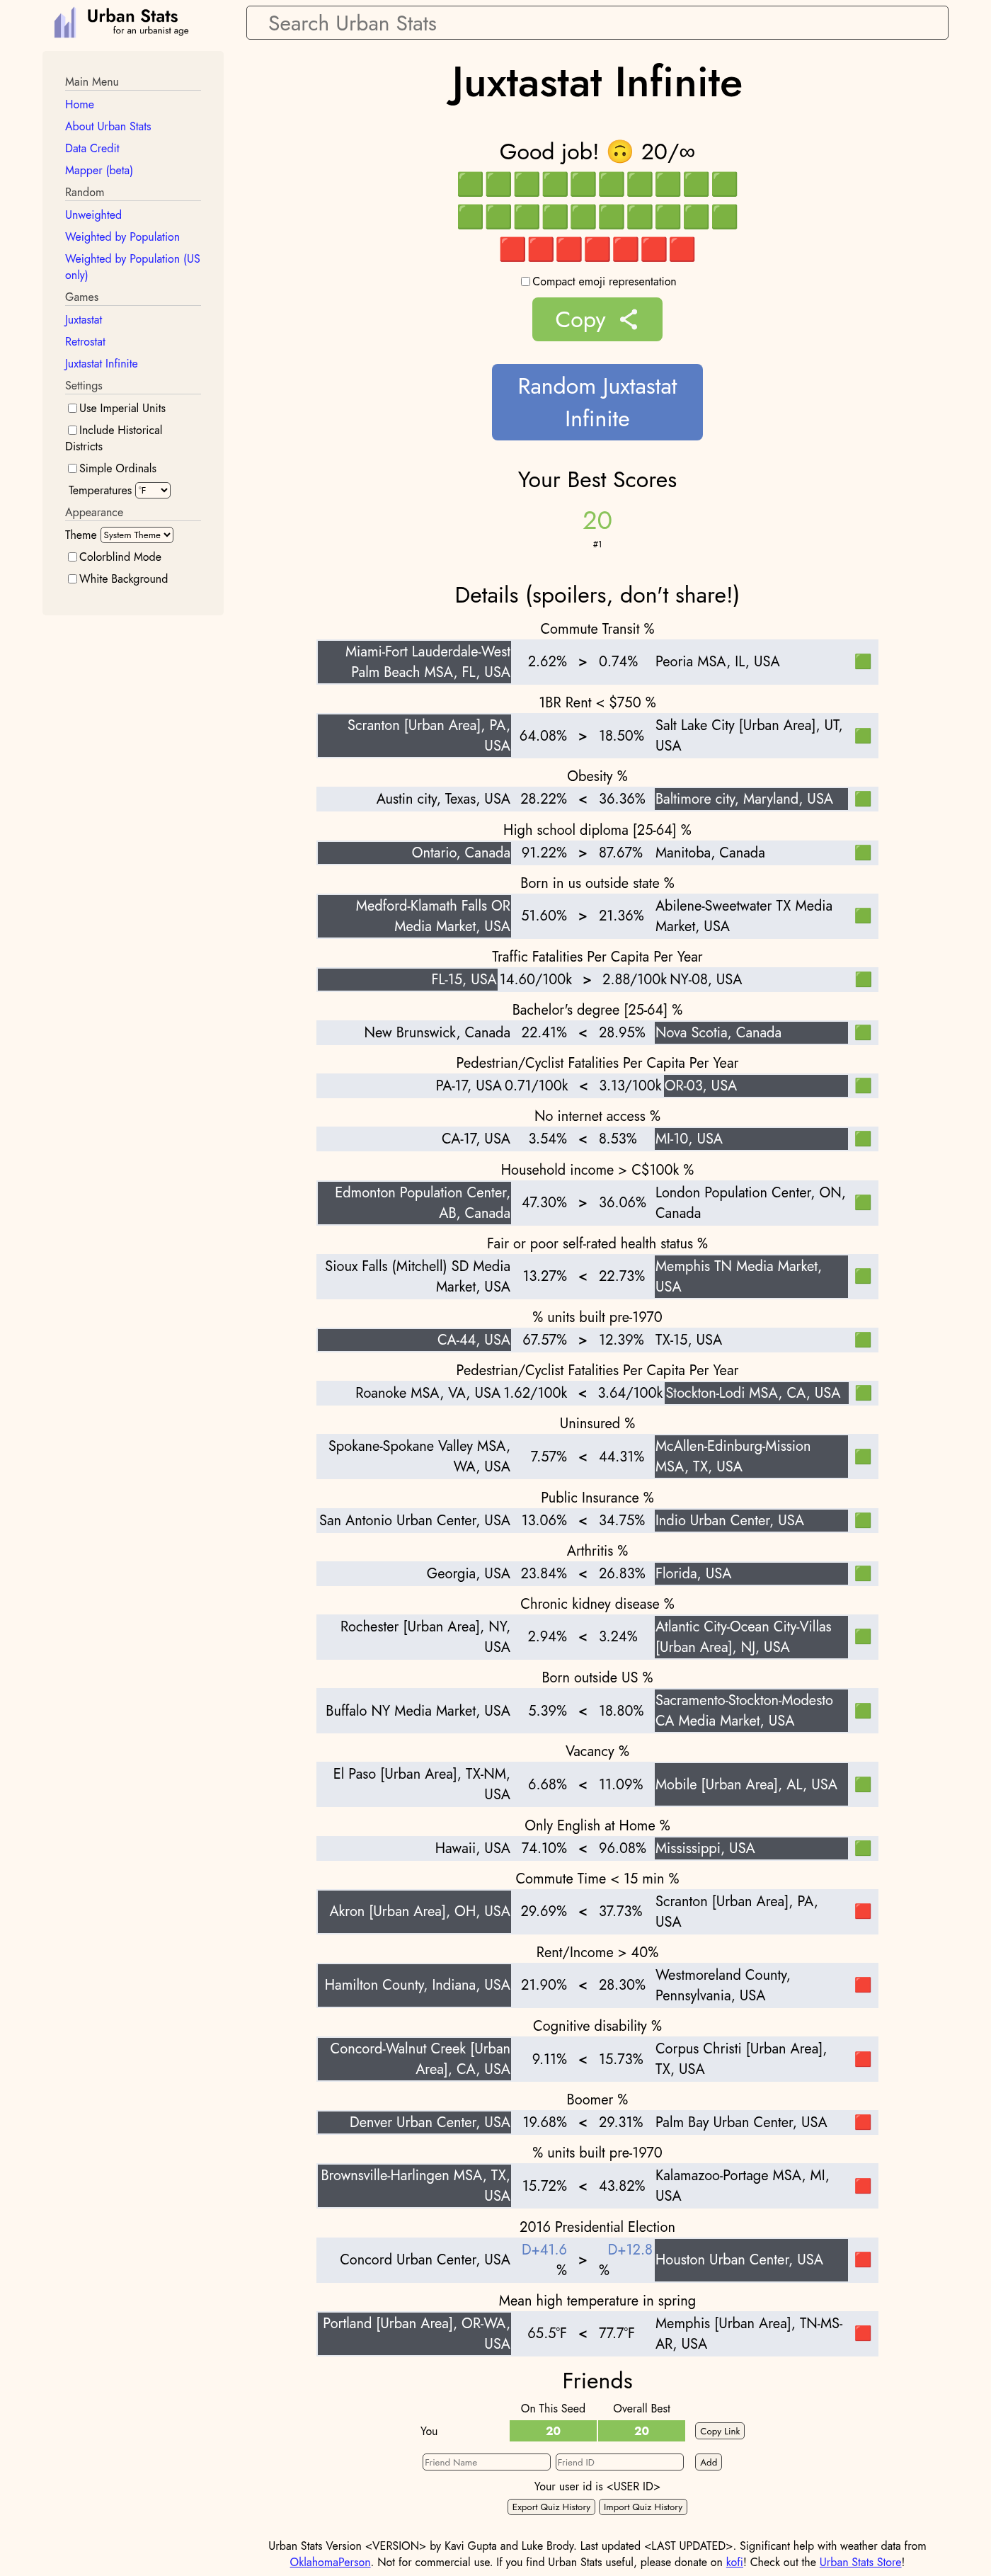 Urban Stats
for an urbanist age
Search Urban Stats
Main Menu
Home
About Urban Stats
Data Credit
Mapper (beta)
Random
Unweighted
Weighted by Population
Weighted by Population (US
only)
Games
Juxtastat
Retrostat
Juxtastat Infinite
Settings
Use Imperial Units
Include Historical
Districts
Simple Ordinals
Temperatures °F
Appearance
Theme System Theme
Colorblind Mode
White Background
Juxtastat Infinite
Good job! 🙃 20/∞
🟩🟩🟩🟩🟩🟩🟩🟩🟩🟩
🟩🟩🟩🟩🟩🟩🟩🟩🟩🟩
🟥🟥🟥🟥🟥🟥🟥
Compact emoji representation
Copy
Random Juxtastat
Infinite
Your Best Scores
20
#1
Details (spoilers, don't share!)
Commute Transit %
Miami-Fort Lauderdale-West
Palm Beach MSA, FL, USA 2.62% > 0.74% Peoria MSA, IL, USA 🟩
1BR Rent < $750 %
Scranton [Urban Area], PA,
USA 64.08% > 18.50% Salt Lake City [Urban Area], UT,
USA 🟩
Obesity %
Austin city, Texas, USA 28.22% < 36.36% Baltimore city, Maryland, USA 🟩
High school diploma [25-64] %
Ontario, Canada 91.22% > 87.67% Manitoba, Canada 🟩
Born in us outside state %
Medford-Klamath Falls OR
Media Market, USA 51.60% > 21.36% Abilene-Sweetwater TX Media
Market, USA 🟩
Traffic Fatalities Per Capita Per Year
FL-15, USA 14.60/100k > 2.88/100k NY-08, USA 🟩
Bachelor's degree [25-64] %
New Brunswick, Canada 22.41% < 28.95% Nova Scotia, Canada 🟩
Pedestrian/Cyclist Fatalities Per Capita Per Year
PA-17, USA 0.71/100k < 3.13/100k OR-03, USA 🟩
No internet access %
CA-17, USA 3.54% < 8.53% MI-10, USA 🟩
Household income > C$100k %
Edmonton Population Center,
AB, Canada 47.30% > 36.06% London Population Center, ON,
Canada 🟩
Fair or poor self-rated health status %
Sioux Falls (Mitchell) SD Media
Market, USA 13.27% < 22.73% Memphis TN Media Market,
USA 🟩
% units built pre-1970
CA-44, USA 67.57% > 12.39% TX-15, USA 🟩
Pedestrian/Cyclist Fatalities Per Capita Per Year
Roanoke MSA, VA, USA 1.62/100k < 3.64/100k Stockton-Lodi MSA, CA, USA 🟩
Uninsured %
Spokane-Spokane Valley MSA,
WA, USA 7.57% < 44.31% McAllen-Edinburg-Mission
MSA, TX, USA 🟩
Public Insurance %
San Antonio Urban Center, USA 13.06% < 34.75% Indio Urban Center, USA 🟩
Arthritis %
Georgia, USA 23.84% < 26.83% Florida, USA 🟩
Chronic kidney disease %
Rochester [Urban Area], NY,
USA 2.94% < 3.24% Atlantic City-Ocean City-Villas
[Urban Area], NJ, USA 🟩
Born outside US %
Buffalo NY Media Market, USA 5.39% < 18.80% Sacramento-Stockton-Modesto
CA Media Market, USA 🟩
Vacancy %
El Paso [Urban Area], TX-NM,
USA 6.68% < 11.09% Mobile [Urban Area], AL, USA 🟩
Only English at Home %
Hawaii, USA 74.10% < 96.08% Mississippi, USA 🟩
Commute Time < 15 min %
Akron [Urban Area], OH, USA 29.69% < 37.73% Scranton [Urban Area], PA,
USA 🟥
Rent/Income > 40%
Hamilton County, Indiana, USA 21.90% < 28.30% Westmoreland County,
Pennsylvania, USA 🟥
Cognitive disability %
Concord-Walnut Creek [Urban
Area], CA, USA 9.11% < 15.73% Corpus Christi [Urban Area],
TX, USA 🟥
Boomer %
Denver Urban Center, USA 19.68% < 29.31% Palm Bay Urban Center, USA 🟥
% units built pre-1970
Brownsville-Harlingen MSA, TX,
USA 15.72% < 43.82% Kalamazoo-Portage MSA, MI,
USA 🟥
2016 Presidential Election
Concord Urban Center, USA D+41.6
% > D+12.8
% Houston Urban Center, USA 🟥
Mean high temperature in spring
Portland [Urban Area], OR-WA,
USA 65.5°F < 77.7°F Memphis [Urban Area], TN-MS-
AR, USA 🟥
Friends
On This Seed Overall Best
You 20 20 Copy Link
Friend Name Friend ID Add
Your user id is <USER ID>
Export Quiz History Import Quiz History
Urban Stats Version <VERSION> by Kavi Gupta and Luke Brody. Last updated <LAST UPDATED>. Significant help with weather data from
OklahomaPerson. Not for commercial use. If you find Urban Stats useful, please donate on kofi! Check out the Urban Stats Store!